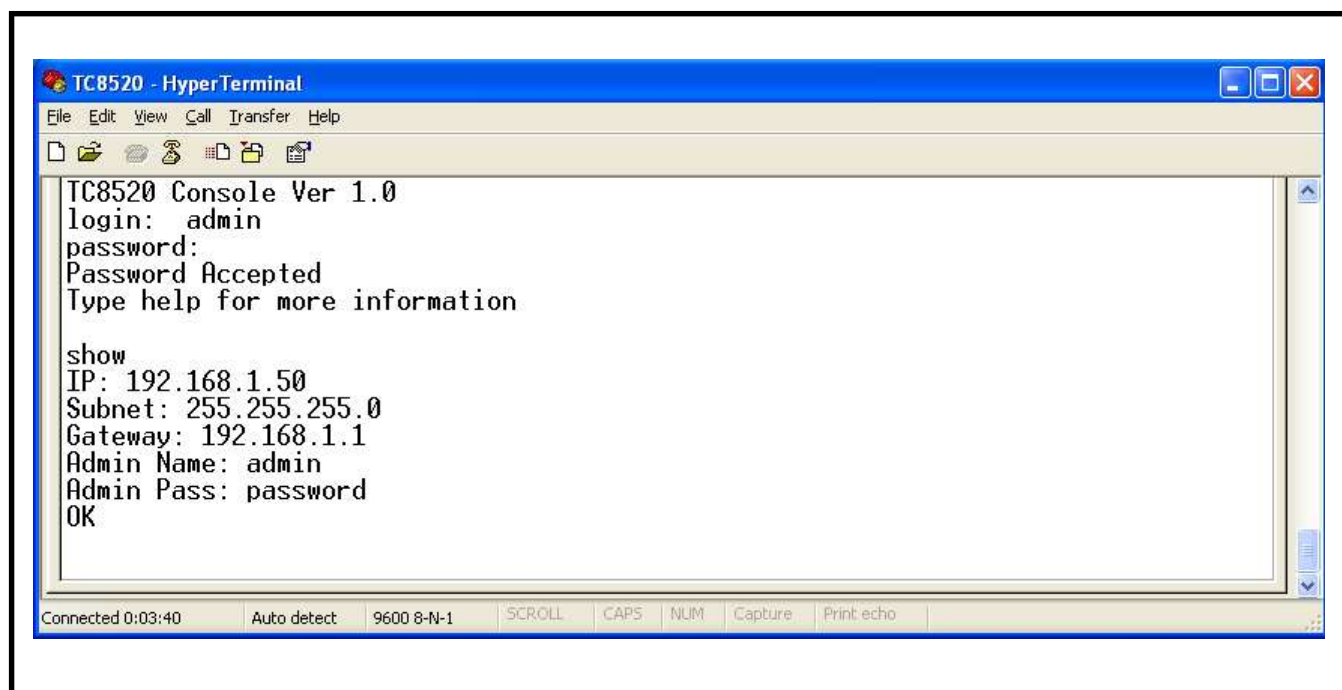 TC8520 - HyperTerminal
File Edit View Call Transfer Help
TC8520 Console Ver 1.0
login: admin
password:
Password Accepted
Type help for more information
show
IP: 192.168.1.50
Subnet: 255.255.255.0
Gateway: 192.168.1.1
Admin Name: admin
Admin Pass: password
OK
Connected 0:03:40 Auto detect 9600 8-N-1 SCROLL CAPS NUM Capture Print echo